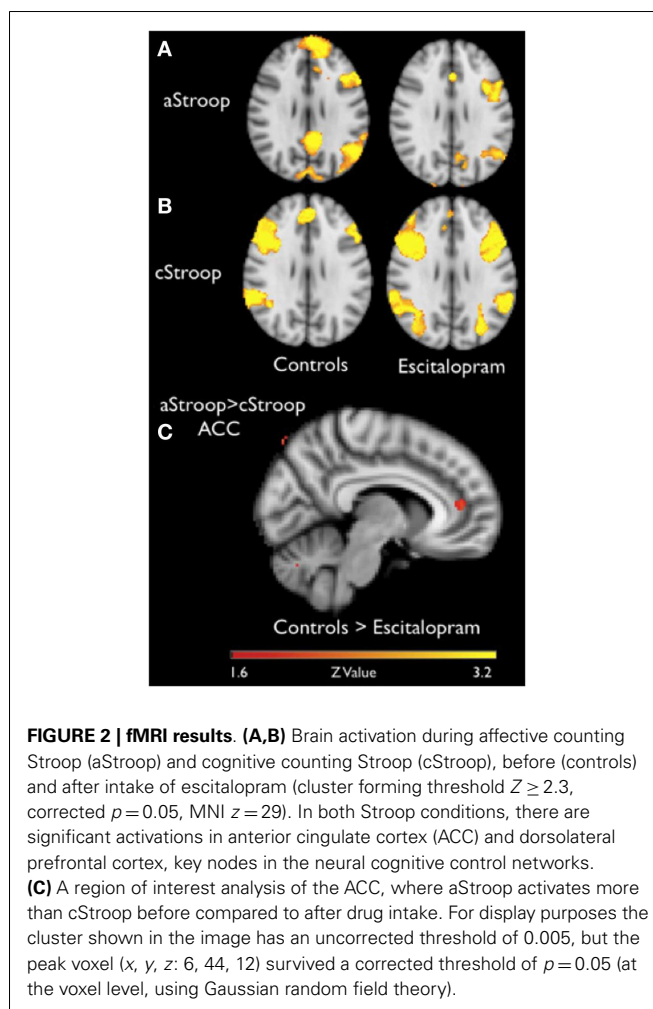 A
aStroop
B
cStroop
Controls Escitalopram
aStroop>cStroop
ACC
C
Controls > Escitalopram
1.6 Z Value 3.2
FIGURE 2 | fMRI results. (A,B) Brain activation during affective counting
Stroop (aStroop) and cognitive counting Stroop (cStroop), before (controls)
and after intake of escitalopram (cluster forming threshold Z ≥ 2.3,
corrected p = 0.05, MNI z = 29). In both Stroop conditions, there are
significant activations in anterior cingulate cortex (ACC) and dorsolateral
prefrontal cortex, key nodes in the neural cognitive control networks.
(C) A region of interest analysis of the ACC, where aStroop activates more
than cStroop before compared to after drug intake. For display purposes the
cluster shown in the image has an uncorrected threshold of 0.005, but the
peak voxel (x, y, z: 6, 44, 12) survived a corrected threshold of p = 0.05 (at
the voxel level, using Gaussian random field theory).